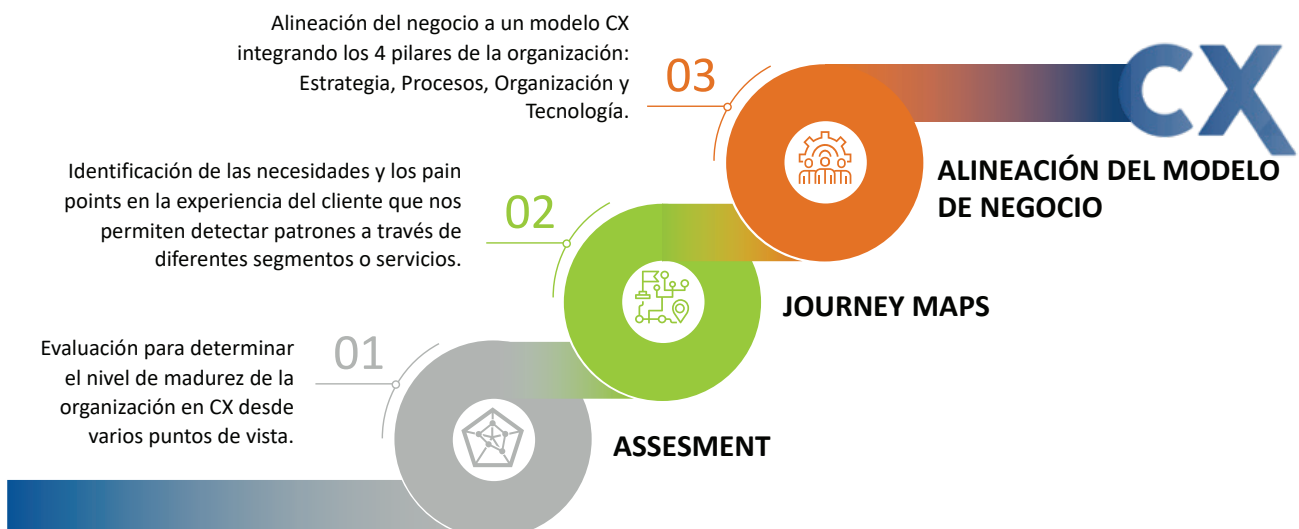 Alineación del negocio a un modelo CX
integrando los 4 pilares de la organización:
Estrategia, Procesos, Organización y
Tecnología.
03
CX
ALINEACIÓN DEL MODELO
DE NEGOCIO
Identificación de las necesidades y los pain
points en la experiencia del cliente que nos
permiten detectar patrones a través de
diferentes segmentos o servicios.
02
JOURNEY MAPS
Evaluación para determinar
el nivel de madurez de la
organización en CX desde
varios puntos de vista.
01
ASSESMENT